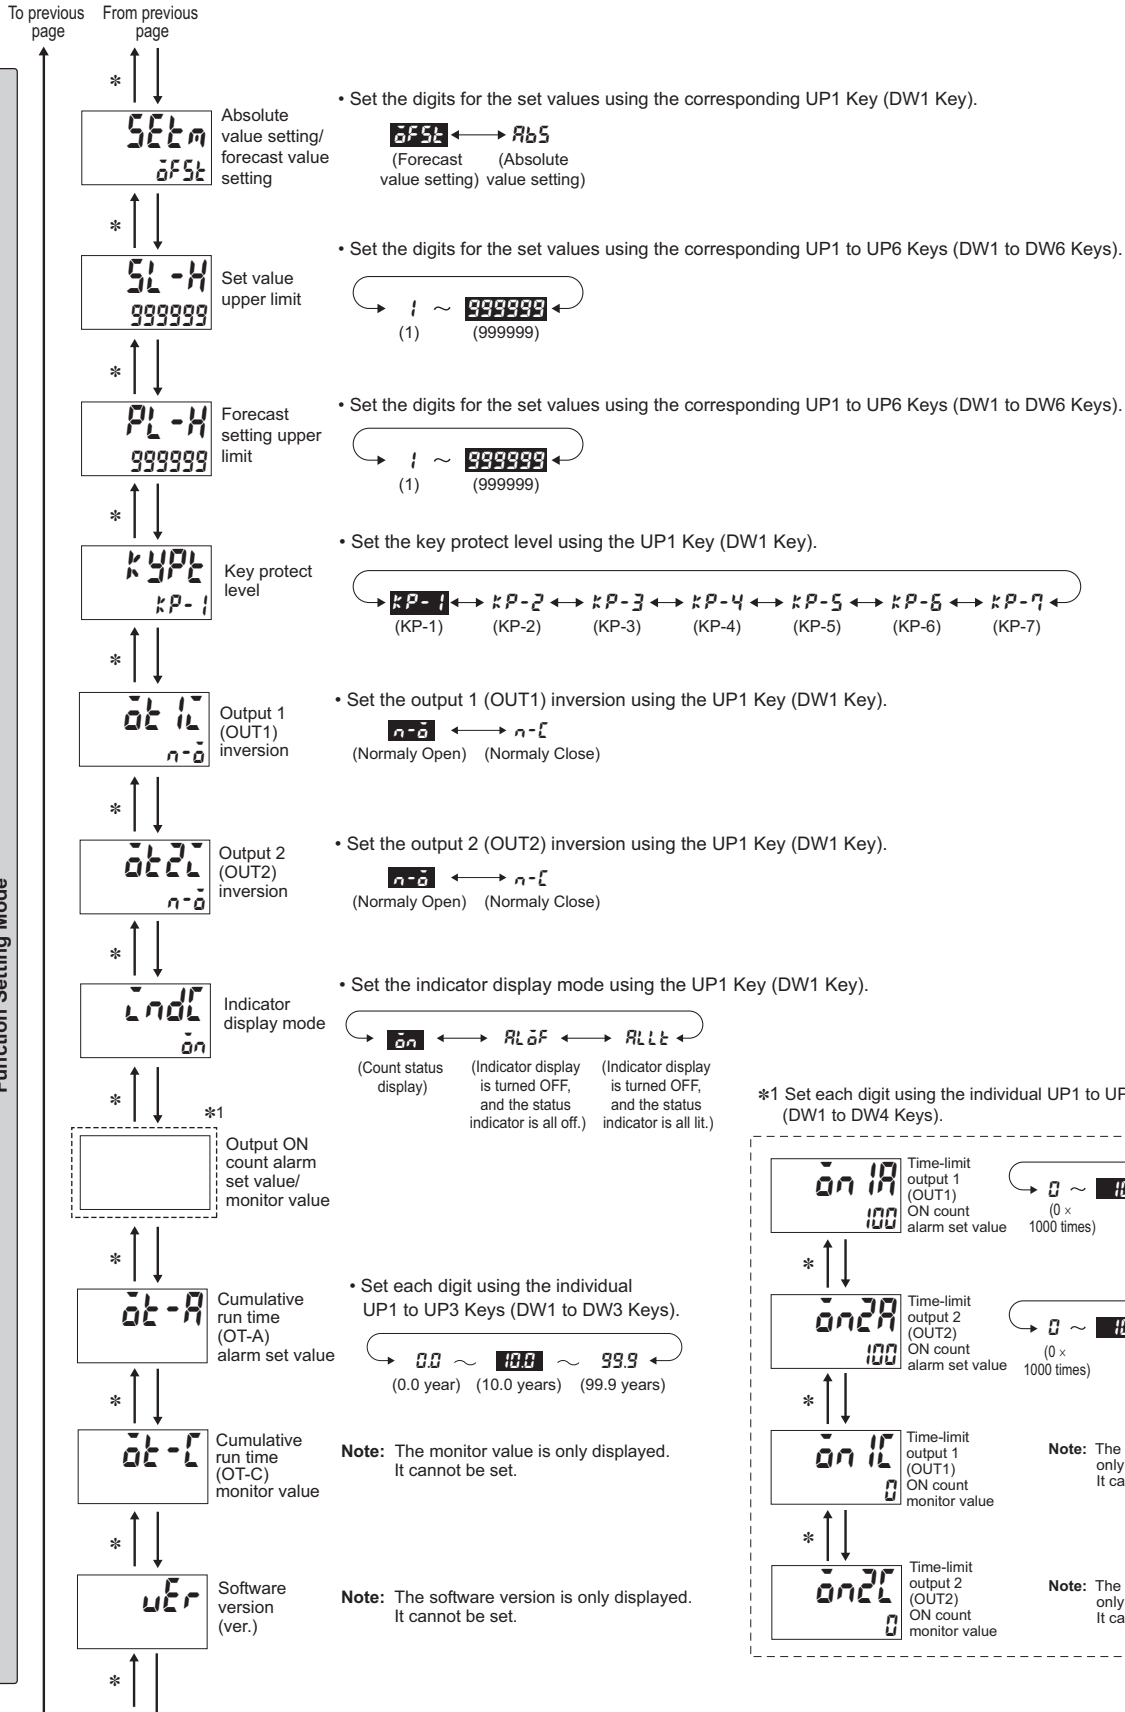 To previous page
From previous page
Function Setting Mode
*
SEtm
oFSt
Absolute
value setting/
forecast value
setting
• Set the digits for the set values using the corresponding UP1 Key (DW1 Key).
oFSt AbS
(Forecast value setting) (Absolute value setting)
*
SL-H
999999
Set value
upper limit
• Set the digits for the set values using the corresponding UP1 to UP6 Keys (DW1 to DW6 Keys).
1 ~ 999999
(1) (999999)
*
PL-H
999999
Forecast
setting upper
limit
• Set the digits for the set values using the corresponding UP1 to UP6 Keys (DW1 to DW6 Keys).
1 ~ 999999
(1) (999999)
*
KYPt
KP-1
Key protect
level
• Set the key protect level using the UP1 Key (DW1 Key).
KP-1 KP-2 KP-3 KP-4 KP-5 KP-6 KP-7
(KP-1) (KP-2) (KP-3) (KP-4) (KP-5) (KP-6) (KP-7)
*
ot1i
n-o
Output 1
(OUT1)
inversion
• Set the output 1 (OUT1) inversion using the UP1 Key (DW1 Key).
n-o n-C
(Normaly Open) (Normaly Close)
*
ot2i
n-o
Output 2
(OUT2)
inversion
• Set the output 2 (OUT2) inversion using the UP1 Key (DW1 Key).
n-o n-C
(Normaly Open) (Normaly Close)
*
indC
on
Indicator
display mode
• Set the indicator display mode using the UP1 Key (DW1 Key).
on ALoF ALLt
(Count status display)
(Indicator display is turned OFF, and the status indicator is all off.)
(Indicator display is turned OFF, and the status indicator is all lit.)
*
*1
Output ON
count alarm
set value/
monitor value
*
ot-A
Cumulative
run time
(OT-A)
alarm set value
• Set each digit using the individual
UP1 to UP3 Keys (DW1 to DW3 Keys).
0.0 ~ 10.0 ~ 99.9
(0.0 year) (10.0 years) (99.9 years)
*
ot-C
Cumulative
run time
(OT-C)
monitor value
Note: The monitor value is only displayed.
It cannot be set.
*
vEr
Software
version
(ver.)
Note: The software version is only displayed.
It cannot be set.
*
*1 Set each digit using the individual UP1 to
(DW1 to DW4 Keys).
on1A
100
Time-limit
output 1
(OUT1)
ON count
alarm set value
0 ~
(0 ×
1000 times)
*
on2A
100
Time-limit
output 2
(OUT2)
ON count
alarm set value
0 ~
(0 ×
1000 times)
*
on1C
0
Time-limit
output 1
(OUT1)
ON count
monitor value
Note: The
only
It
*
on2C
0
Time-limit
output 2
(OUT2)
ON count
monitor value
Note: The
only
It